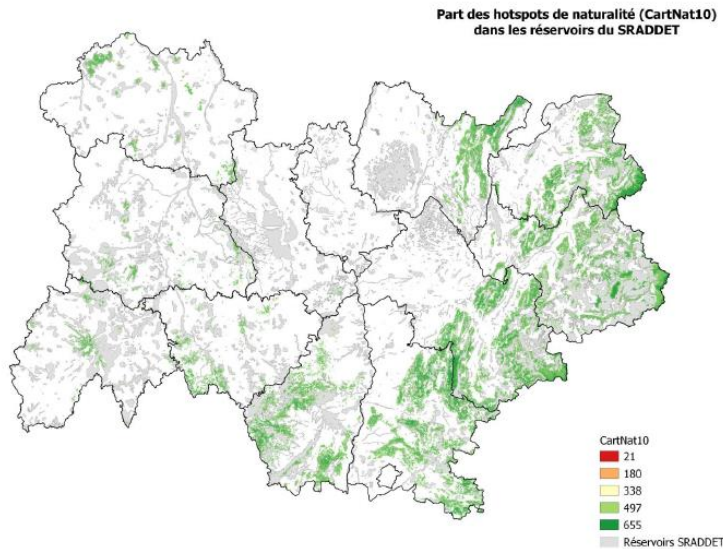 Part des hotspots de naturalité (CartNat10)
dans les réservoirs du SRADDET
CartNat10
21
180
338
497
655
Réservoirs SRADDET